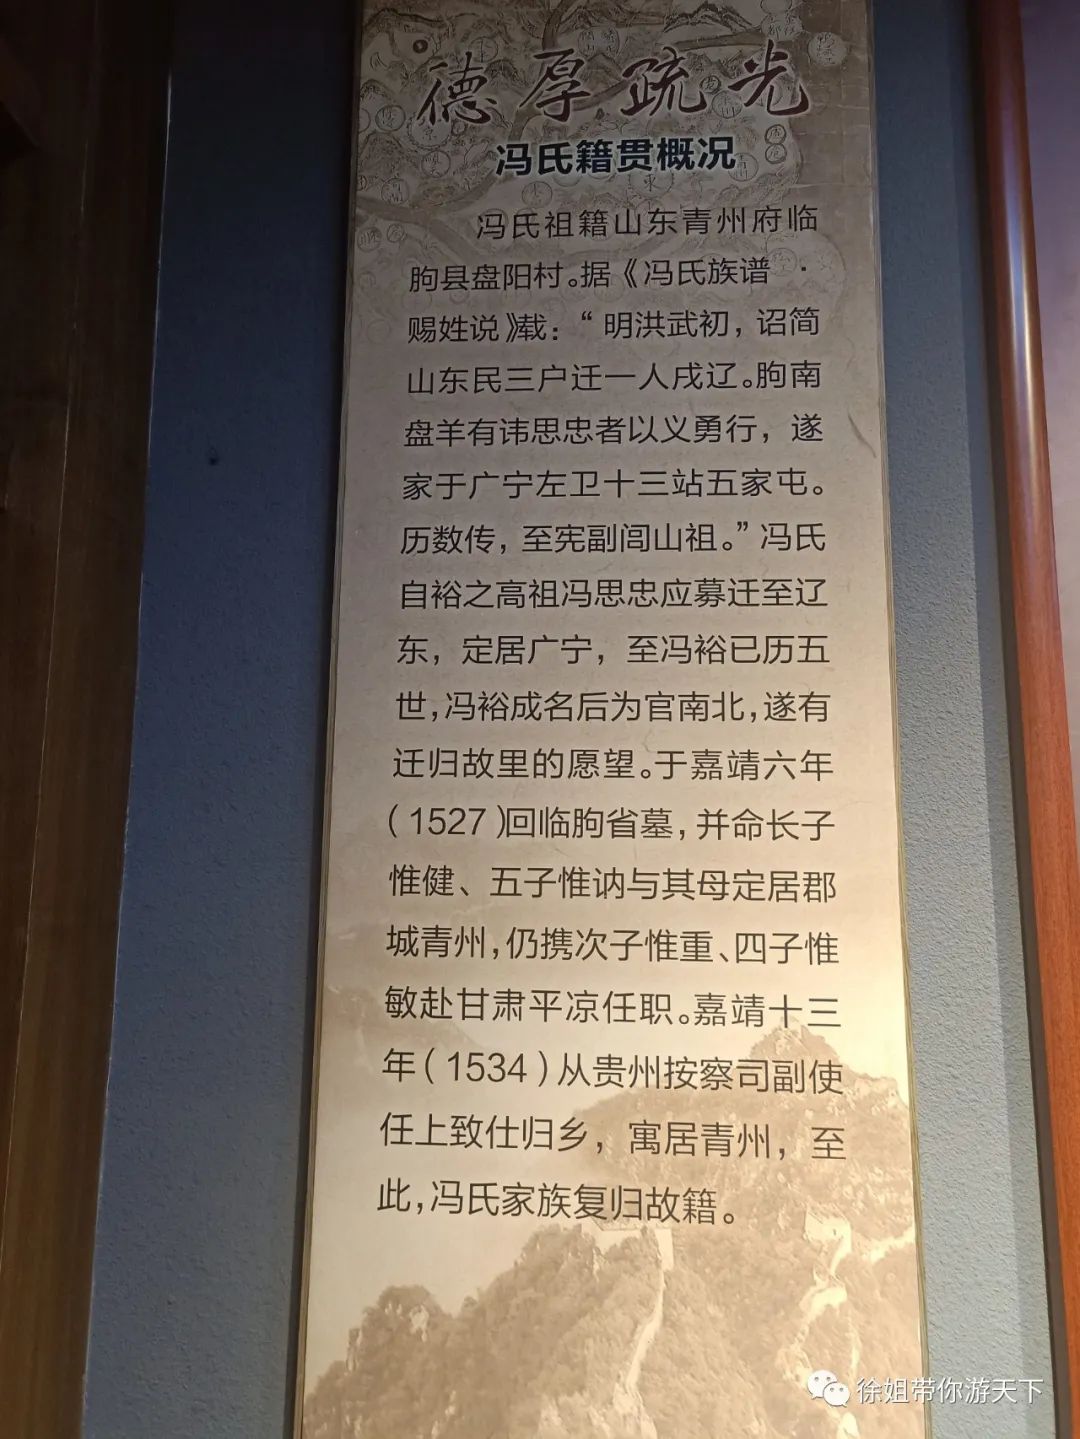 德厚疏光
冯氏籍贯概况
冯氏祖籍山东青州府临
朐县盘阳村。据《冯氏族谱·
赐姓说》载：“明洪武初，诏简
山东民三户迁一人戍辽。朐南
盘羊有讳思忠者以义勇行，遂
家于广宁左卫十三站五家屯。
历数传，至宪副闾山祖。”冯氏
自裕之高祖冯思忠应募迁至辽
东，定居广宁，至冯裕已历五
世，冯裕成名后为官南北，遂有
迁归故里的愿望。于嘉靖六年
（1527）回临朐省墓，并命长子
惟健、五子惟讷与其母定居郡
城青州，仍携次子惟重、四子惟
敏赴甘肃平凉任职。嘉靖十三
年（1534）从贵州按察司副使
任上致仕归乡，寓居青州，至
此，冯氏家族复归故籍。
徐姐带你游天下